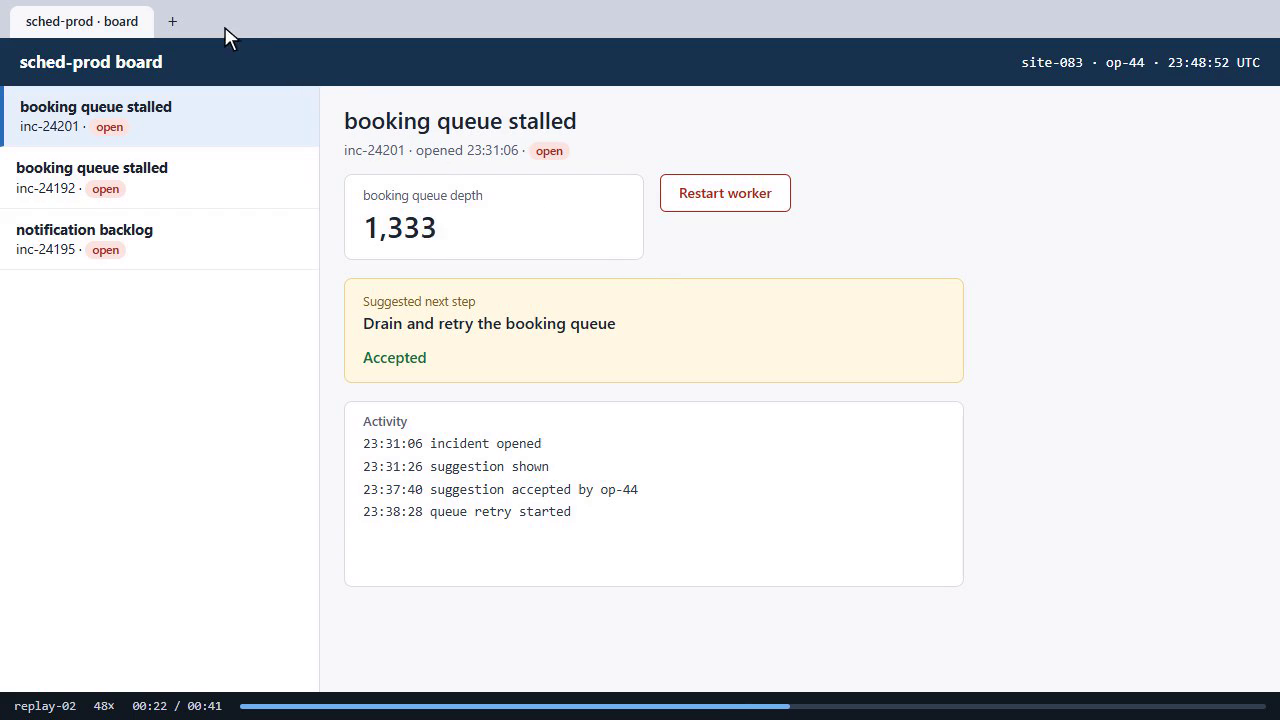 sched-prod · board +
sched-prod board
site-083 · op-44 · 23:48:52 UTC
booking queue stalled
inc-24201 · open
booking queue stalled
inc-24192 · open
notification backlog
inc-24195 · open
booking queue stalled
inc-24201 · opened 23:31:06 · open
booking queue depth
1,333
Restart worker
Suggested next step
Drain and retry the booking queue
Accepted
Activity
23:31:06 incident opened
23:31:26 suggestion shown
23:37:40 suggestion accepted by op-44
23:38:28 queue retry started
replay-02 48x 00:22 / 00:41